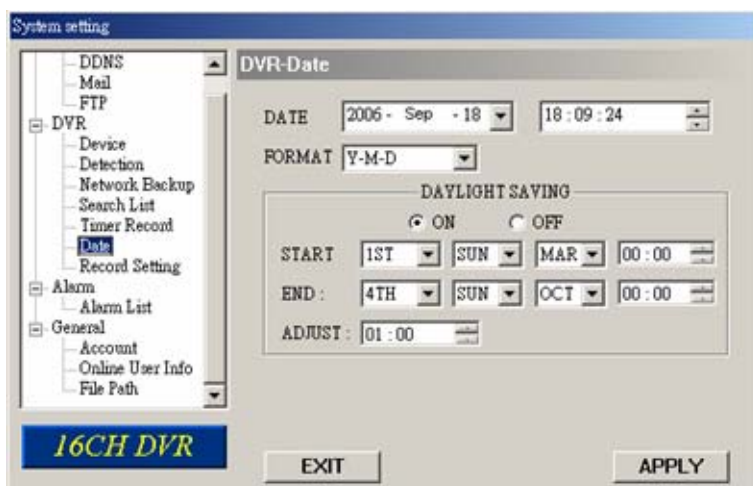 System setting
DDNS
Mail
FTP
DVR
Device
Detection
Network Backup
Search List
Timer Record
Date
Record Setting
Alarm
Alarm List
General
Account
Online User Info
File Path
16CH DVR
DVR-Date
DATE 2006 - Sep - 18 18 : 09 : 24
FORMAT Y-M-D
DAYLIGHT SAVING
ON OFF
START 1ST SUN MAR 00 : 00
END : 4TH SUN OCT 00 : 00
ADJUST : 01 : 00
EXIT APPLY